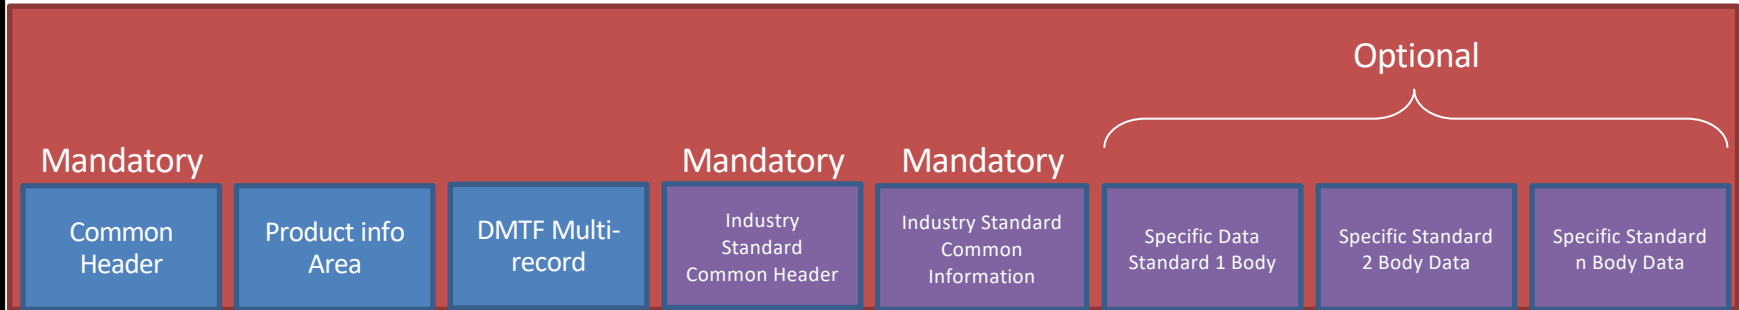 Optional
Mandatory
Mandatory
Mandatory
Common
Header
Product info
Area
DMTF Multi-
record
Industry
Standard
Common Header
Industry Standard
Common
Information
Specific Data
Standard 1 Body
Specific Standard
2 Body Data
Specific Standard
n Body Data